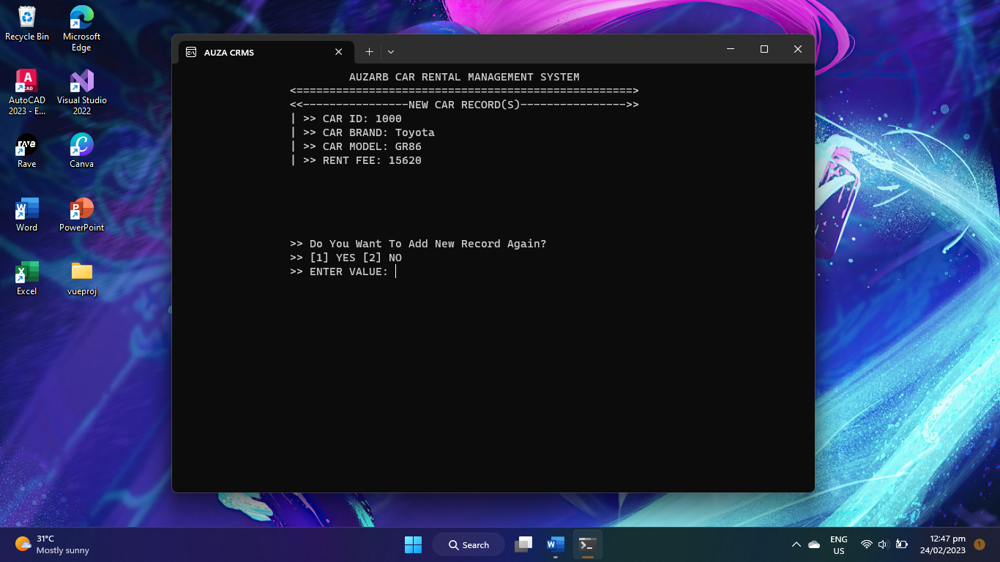 Recycle Bin
Microsoft
Edge
AutoCAD
2023 - E...
Visual Studio
2022
Rave
Canva
Word
PowerPoint
Excel
vueproj
AUZA CRMS
AUZARB CAR RENTAL MANAGEMENT SYSTEM
<===================================================>
<<----------------NEW CAR RECORD(S)---------------->>
| >> CAR ID: 1000
| >> CAR BRAND: Toyota
| >> CAR MODEL: GR86
| >> RENT FEE: 15620
>> Do You Want To Add New Record Again?
>> [1] YES [2] NO
>> ENTER VALUE:
31°C
Mostly sunny
Search
ENG
US
12:47 pm
24/02/2023
1